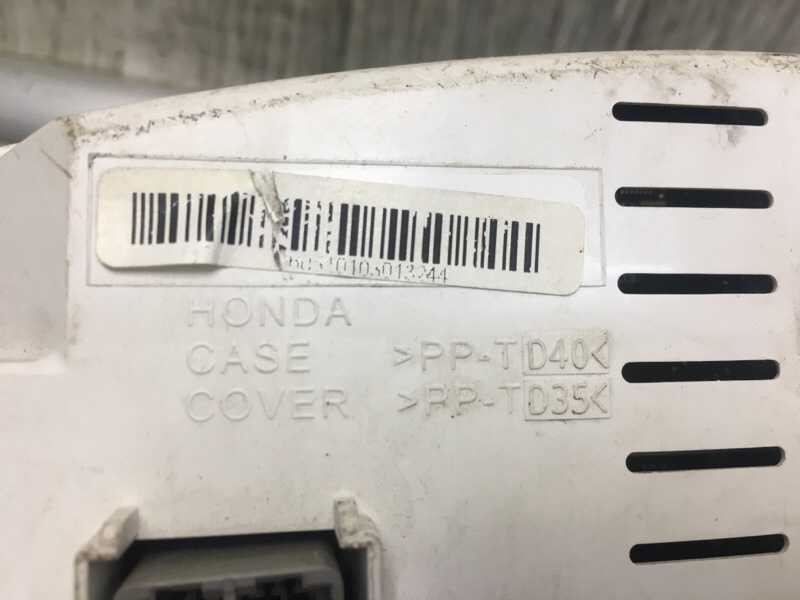 HONDA
CASE >PP-TD40<
COVER >PP-TD35<